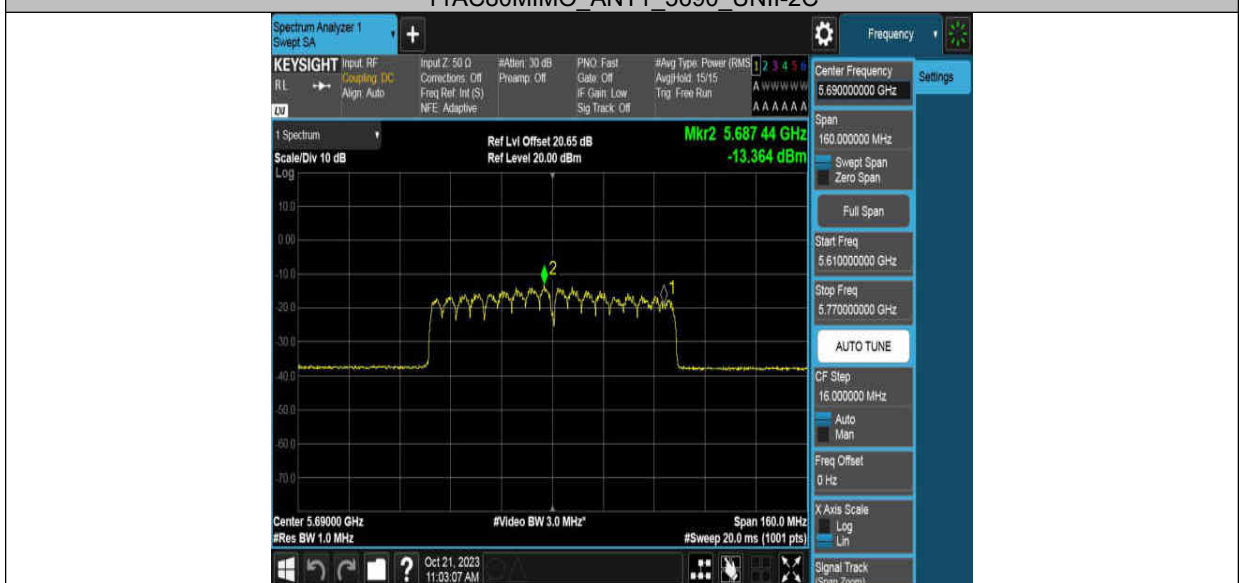 11AC80MIMO_ANT1_5690_UNII-2C
Spectrum Analyzer 1
Swept SA
Frequency
KEYSIGHT
RL
Input: RF
Coupling: DC
Align: Auto
Input Z: 50 Ω
Corrections: Off
Freq Ref: Int (S)
NFE: Adaptive
#Atten: 30 dB
Preamp: Off
PNO: Fast
Gate: Off
IF Gain: Low
Sig Track: Off
#Avg Type: Power (RMS
Avg|Hold: 15/15
Trig: Free Run
1 2 3 4 5 6
A W W W W W
A A A A A A
Center Frequency
5.690000000 GHz
Settings
Span
160.000000 MHz
Swept Span
Zero Span
Full Span
Start Freq
5.610000000 GHz
Stop Freq
5.770000000 GHz
AUTO TUNE
CF Step
16.000000 MHz
Auto
Man
Freq Offset
0 Hz
X Axis Scale
Log
Lin
Signal Track
(Span Zoom)
1 Spectrum
Scale/Div 10 dB
Log
Ref Lvl Offset 20.65 dB
Ref Level 20.00 dBm
Mkr2 5.687 44 GHz
-13.364 dBm
10.0
0.00
-10.0
-20.0
-30.0
-40.0
-50.0
-60.0
-70.0
2
1
Center 5.69000 GHz
#Res BW 1.0 MHz
#Video BW 3.0 MHz*
Span 160.0 MHz
#Sweep 20.0 ms (1001 pts)
?
Oct 21, 2023
11:03:07 AM